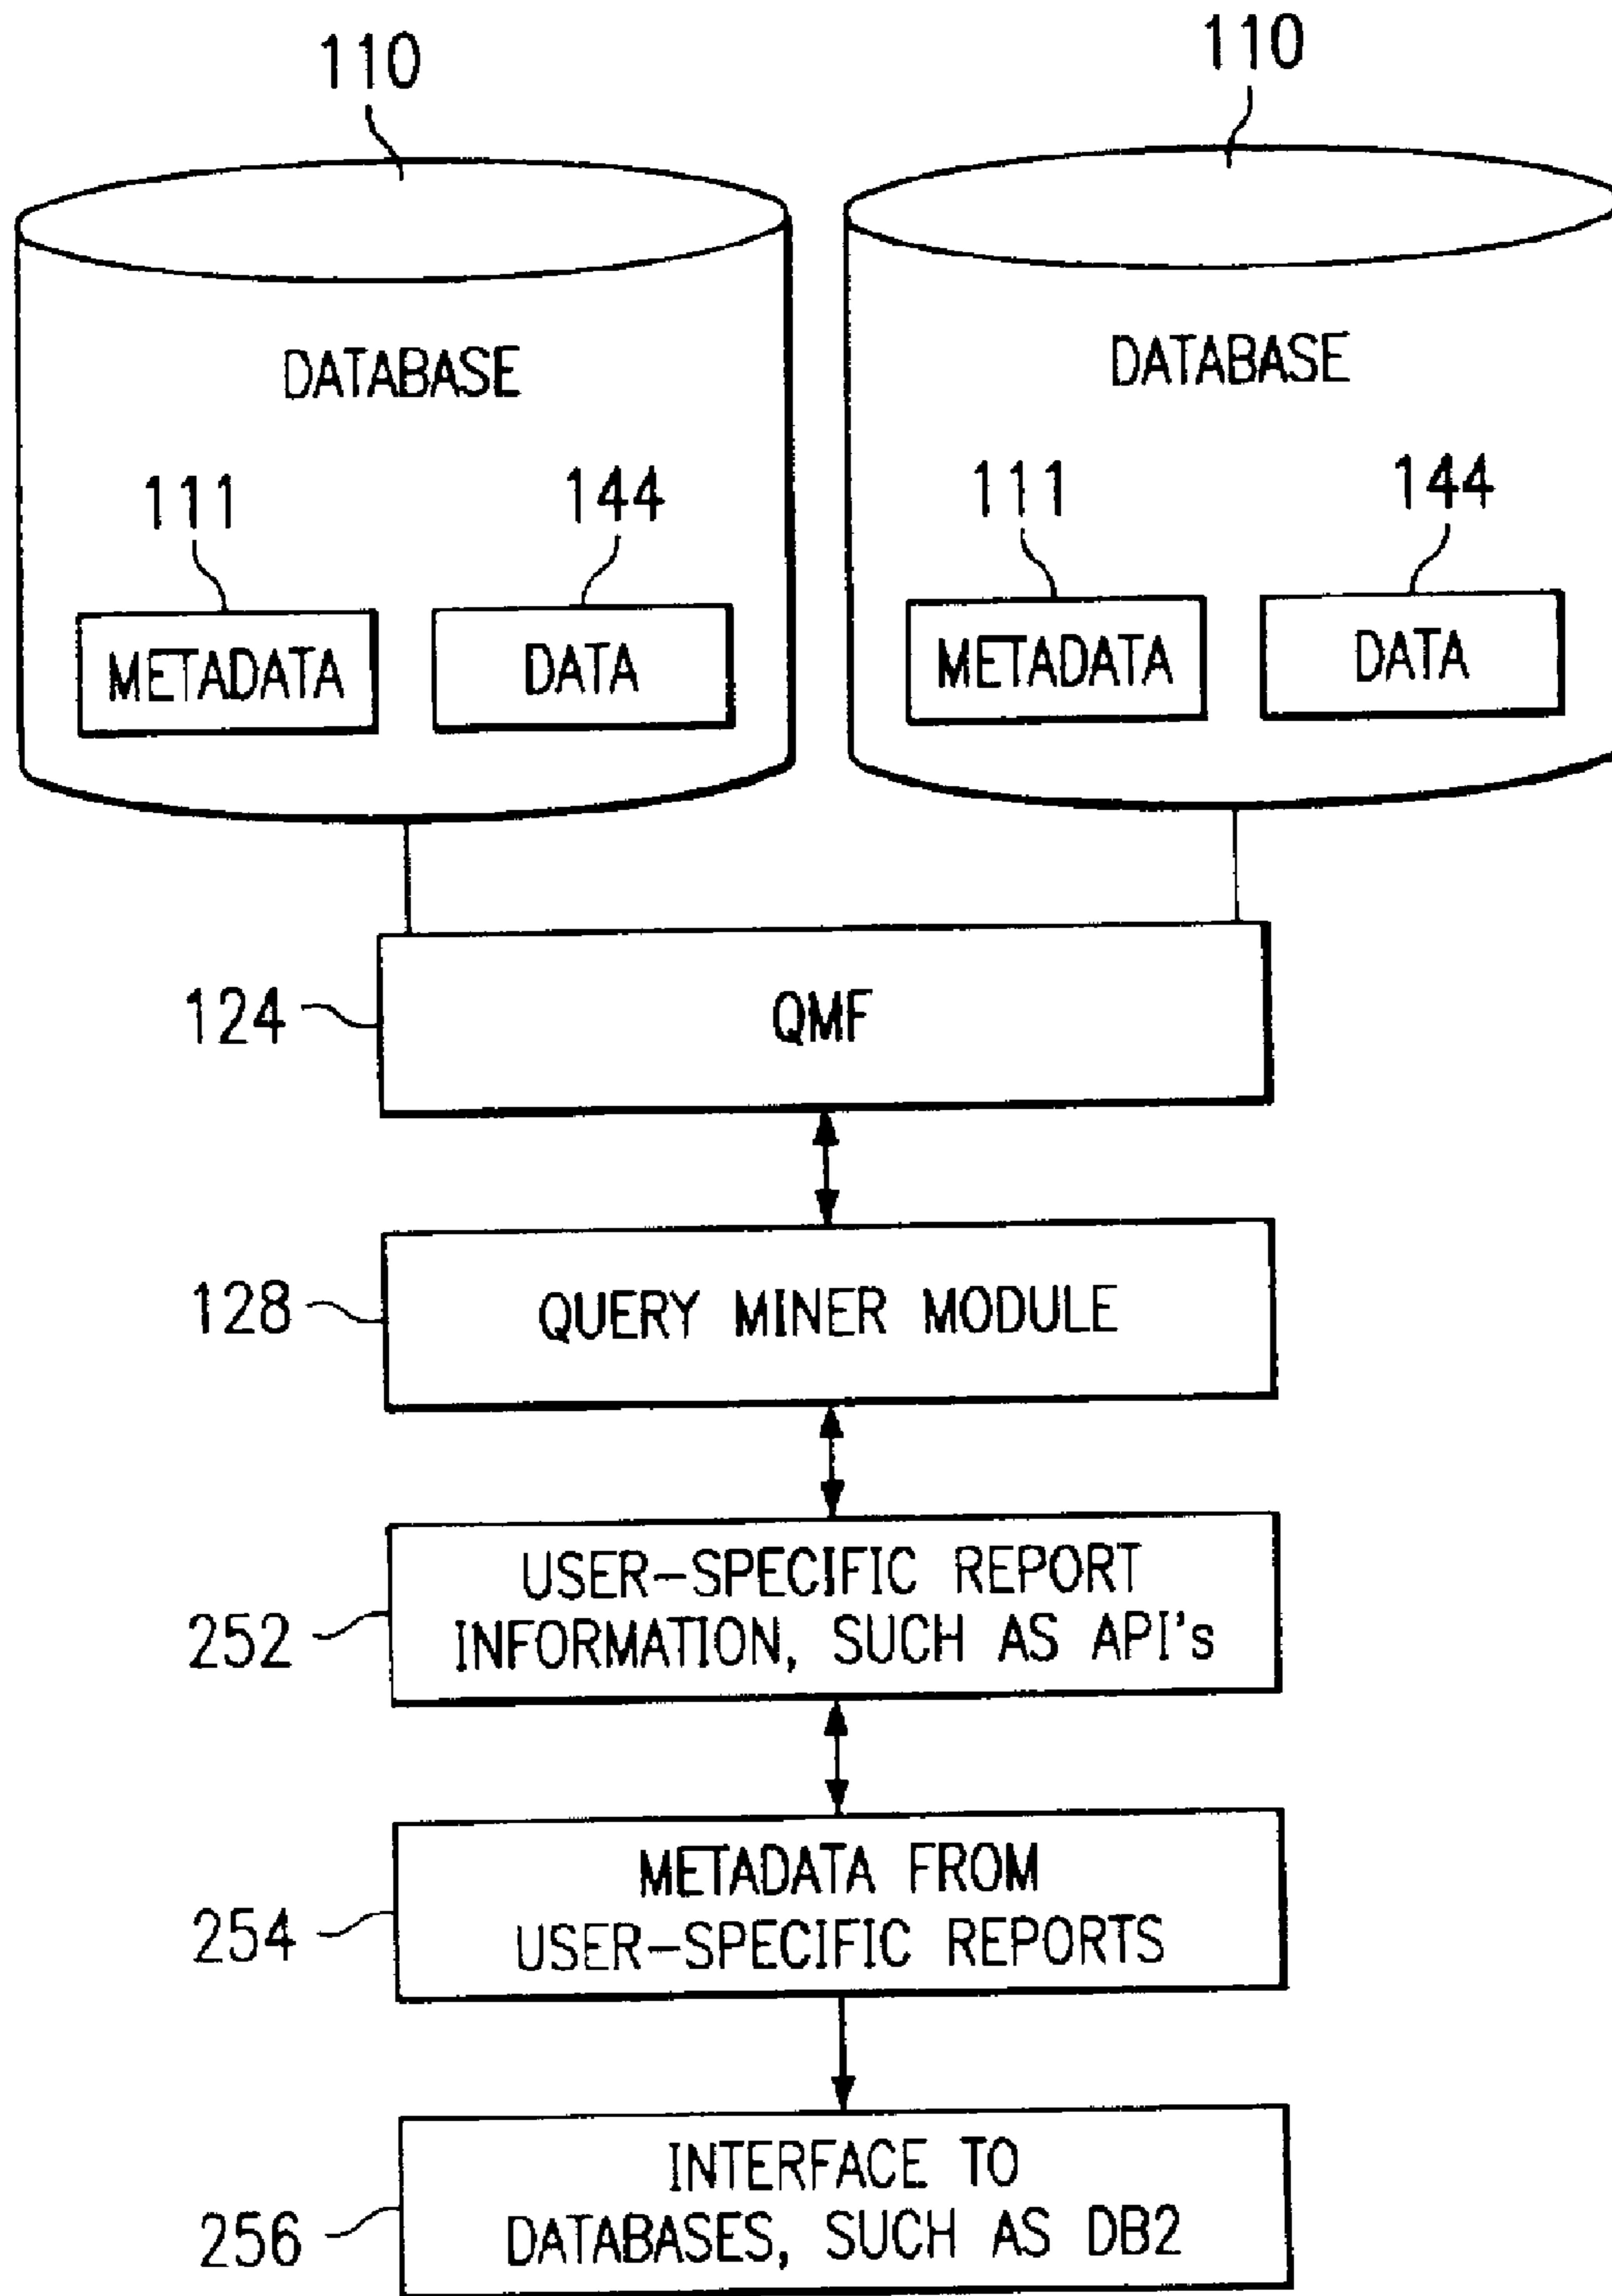 110
110
DATABASE
DATABASE
111
144
111
144
METADATA
DATA
METADATA
DATA
124
QMF
128
QUERY MINER MODULE
252
USER-SPECIFIC REPORT
INFORMATION, SUCH AS API's
254
METADATA FROM
USER-SPECIFIC REPORTS
256
INTERFACE TO
DATABASES, SUCH AS DB2